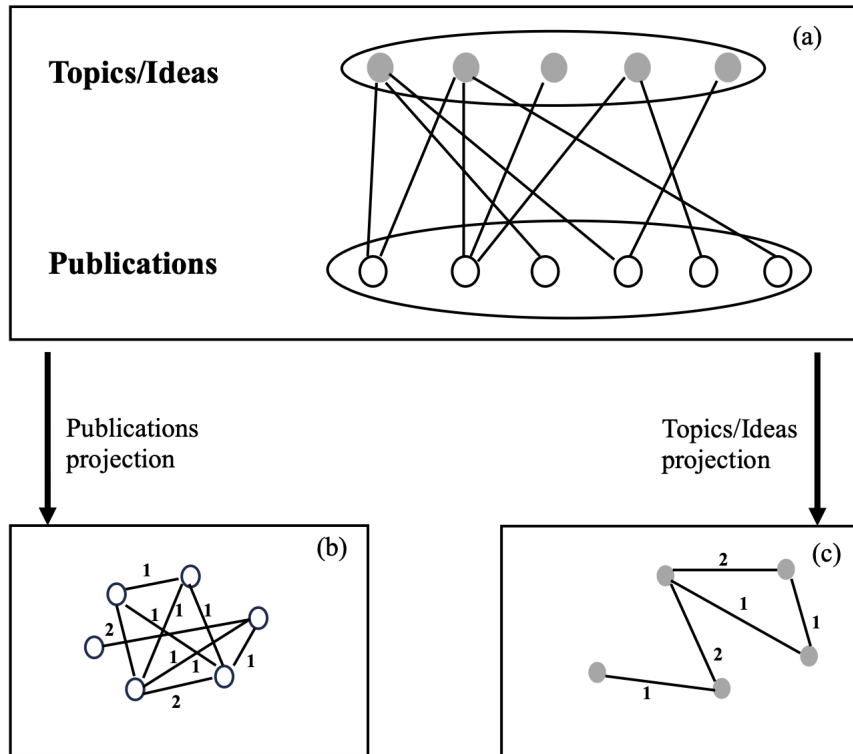 (a)
Topics/Ideas
Publications
Publications
projection
Topics/Ideas
projection
(b)
1
1
1
1
2
1
1
1
2
(c)
2
1
1
2
1